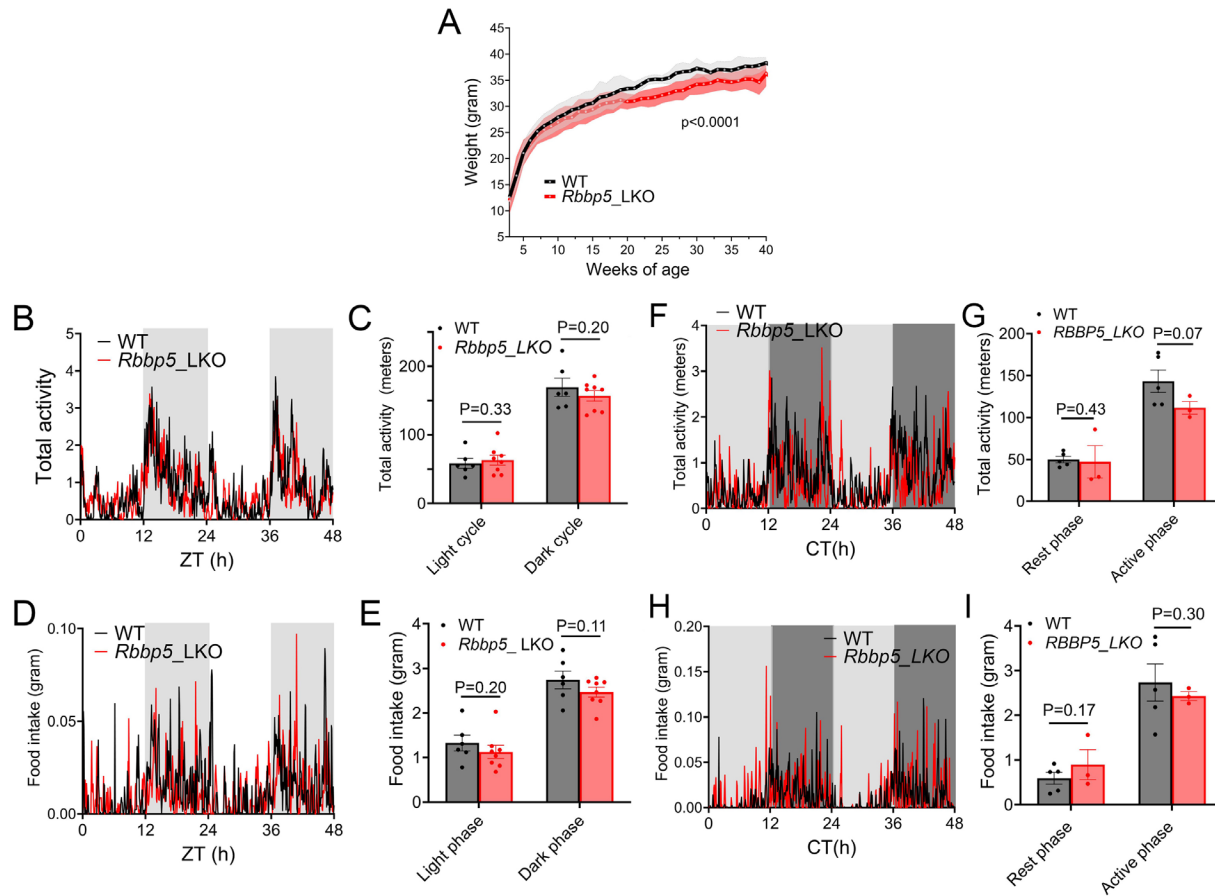 A
Weight (gram)
45
40
35
30
25
20
15
10
5
p<0.0001
WT
Rbbp5_LKO
5 10 15 20 25 30 35 40
Weeks of age
B
Total activity
5
4
3
2
1
0
WT
Rbbp5_LKO
0 12 24 36 48
ZT (h)
C
Total activity (meters)
200
100
0
WT
Rbbp5_LKO
P=0.20
P=0.33
Light cycle
Dark cycle
F
Total activity (meters)
4
3
2
1
0
WT
Rbbp5_LKO
0 12 24 36 48
CT(h)
G
Total activity (meters)
200
150
100
50
0
WT
RBBP5_LKO
P=0.07
P=0.43
Rest phase
Active phase
D
Food intake (gram)
0.10
0.05
0.00
WT
Rbbp5_LKO
0 12 24 36 48
ZT (h)
E
Food intake (gram)
4
3
2
1
0
WT
Rbbp5_ LKO
P=0.11
P=0.20
Light phase
Dark phase
H
Food intake (gram)
0.20
0.15
0.10
0.05
0.00
WT
Rbbp5_LKO
0 12 24 36 48
CT(h)
I
Food intake (gram)
4
3
2
1
0
WT
RBBP5_LKO
P=0.30
P=0.17
Rest phase
Active phase